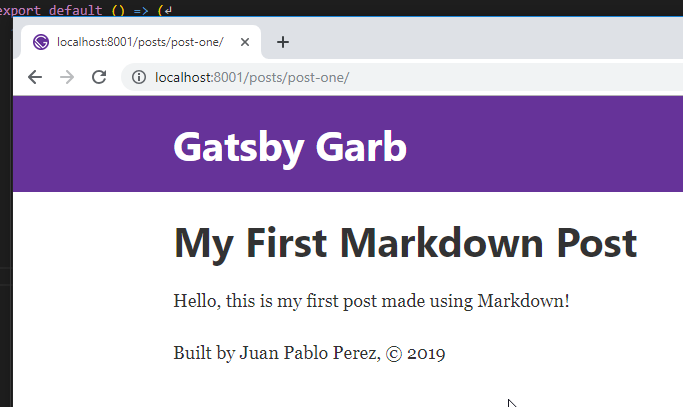 export default () => (
localhost:8001/posts/post-one/
localhost:8001/posts/post-one/
Gatsby Garb
My First Markdown Post
Hello, this is my first post made using Markdown!
Built by Juan Pablo Perez, © 2019